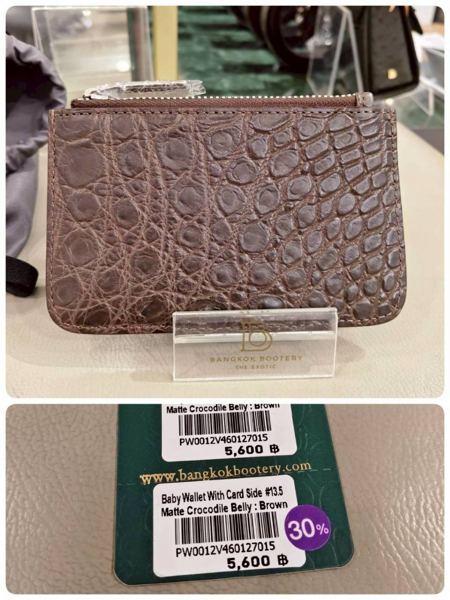 B
BANGKOK BOOTERY
THE EXOTIC
Matte Crocodile Belly : Brown
PW0012V460127015
5,600 ฿
www.bangkokbootery.com
Baby Wallet With Card Side #13.5
Matte Crocodile Belly : Brown
30%
PW0012V460127015
5,600 ฿